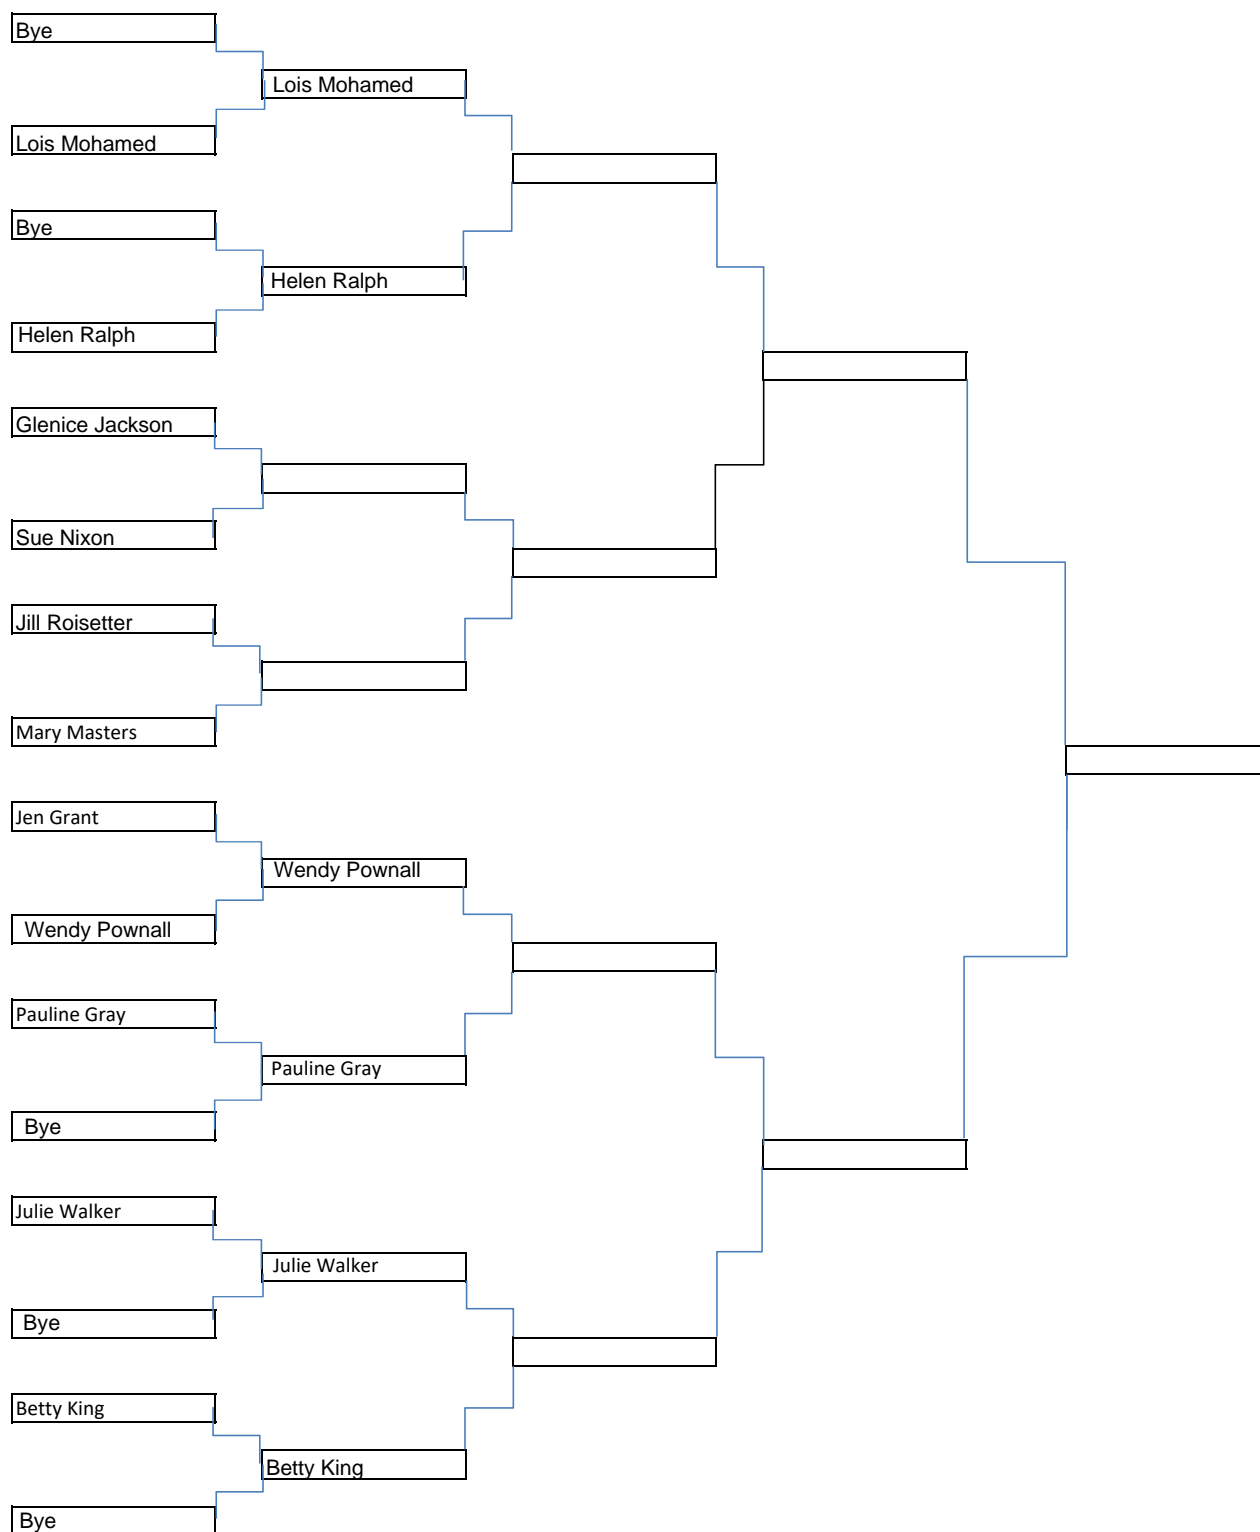 Bye
Lois Mohamed
Lois Mohamed
Bye
Helen Ralph
Helen Ralph
Glenice Jackson
Sue Nixon
Jill Roisetter
Mary Masters
Jen Grant
Wendy Pownall
Wendy Pownall
Pauline Gray
Pauline Gray
Bye
Julie Walker
Julie Walker
Bye
Betty King
Betty King
Bye